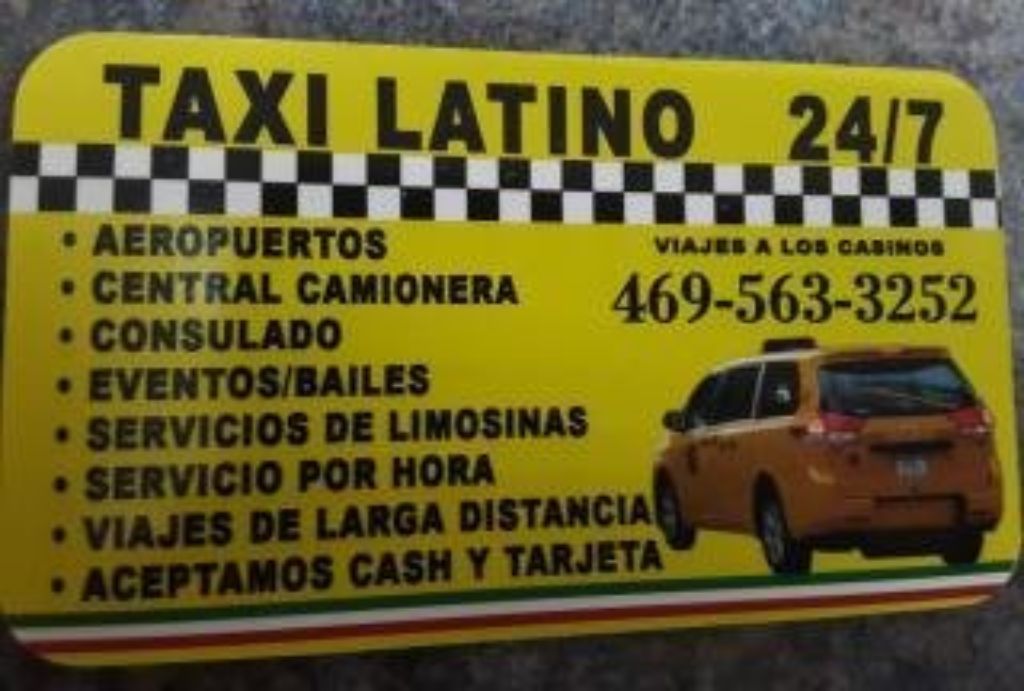 TAXI LATINO 24/7
• AEROPUERTOS
• CENTRAL CAMIONERA
• CONSULADO
• EVENTOS/BAILES
• SERVICIOS DE LIMOSINAS
• SERVICIO POR HORA
• VIAJES DE LARGA DISTANCIA
• ACEPTAMOS CASH Y TARJETA
VIAJES A LOS CASINOS
469-563-3252